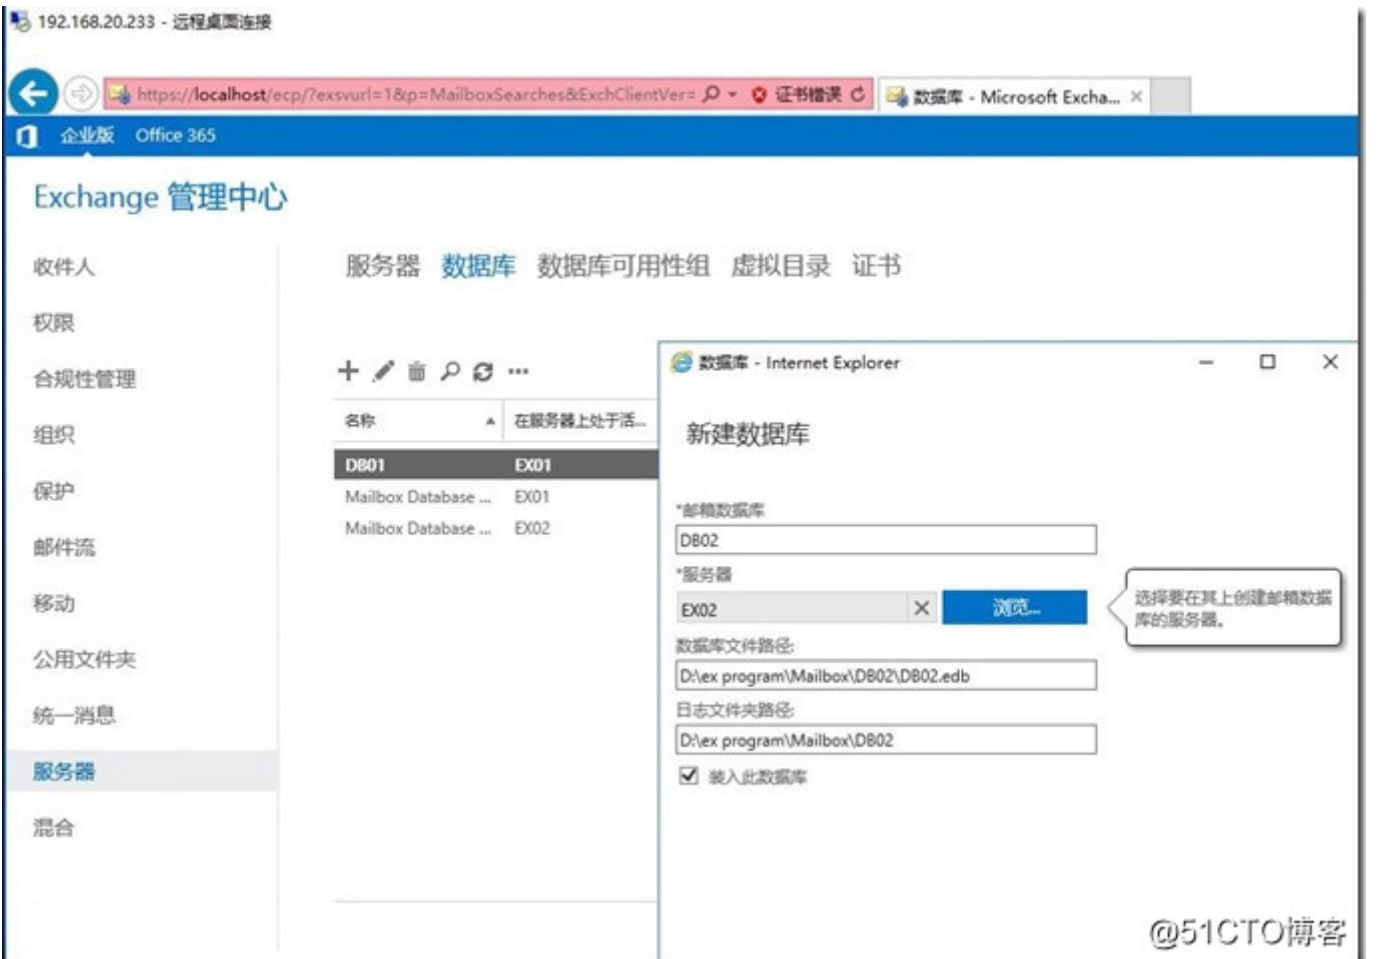 192.168.20.233 - 远程桌面连接
https://localhost/ecp/?exsvurl=1&p=MailboxSearches&ExchClientVer= 证书错误 数据库 - Microsoft Excha...
企业版 Office 365
Exchange 管理中心
收件人
权限
合规性管理
组织
保护
邮件流
移动
公用文件夹
统一消息
服务器
混合
服务器 数据库 数据库可用性组 虚拟目录 证书
名称 在服务器上处于活...
DB01 EX01
Mailbox Database ... EX01
Mailbox Database ... EX02
数据库 - Internet Explorer
新建数据库
*邮箱数据库
DB02
*服务器
EX02 浏览...
选择要在其上创建邮箱数据
库的服务器。
数据库文件路径:
D:\ex program\Mailbox\DB02\DB02.edb
日志文件夹路径:
D:\ex program\Mailbox\DB02
装入此数据库
@51CTO博客